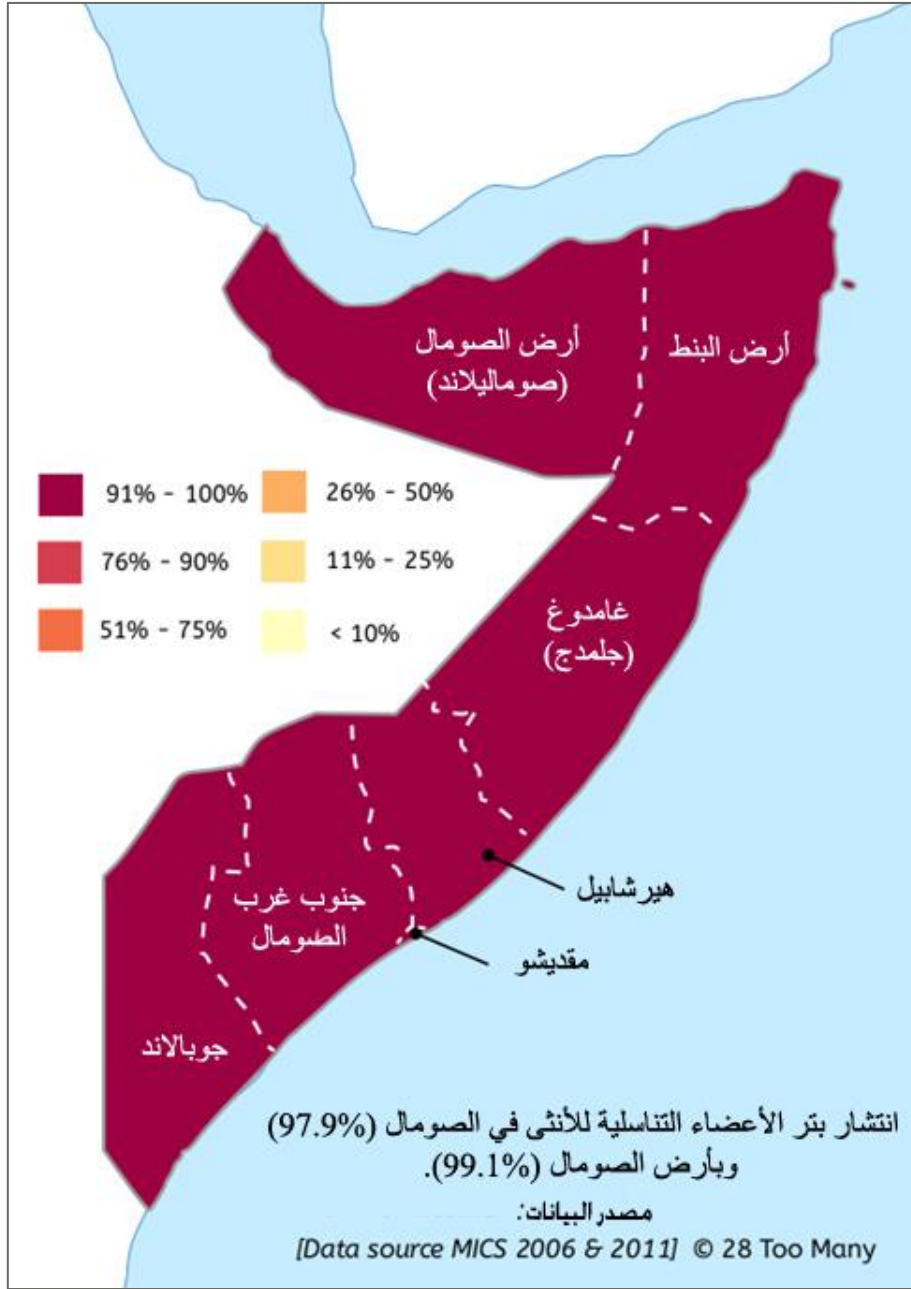 أرض الصومال
(صوماليلاند)
أرض البنط
91% - 100%
26% - 50%
76% - 90%
11% - 25%
51% - 75%
< 10%
غامدوغ
(جلمدج)
هيرشابيل
جنوب غرب
الصومال
مقديشو
جوبالاند
انتشار بتر الأعضاء التناسلية للأنثى في الصومال (97.9%)
وبأرض الصومال (99.1%).
مصدر البيانات:
[Data source MICS 2006 & 2011] © 28 Too Many